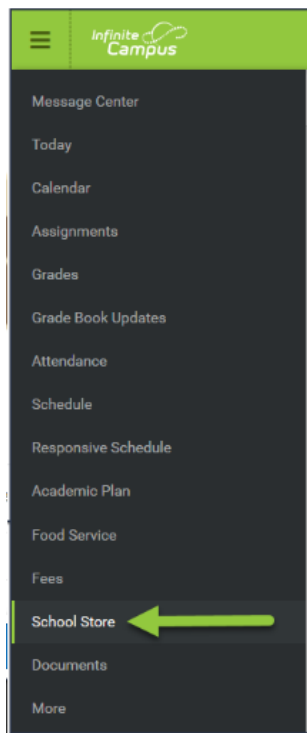 Infinite
Campus
Message Center
Today
Calendar
Assignments
Grades
Grade Book Updates
Attendance
Schedule
Responsive Schedule
Academic Plan
Food Service
Fees
School Store
Documents
More